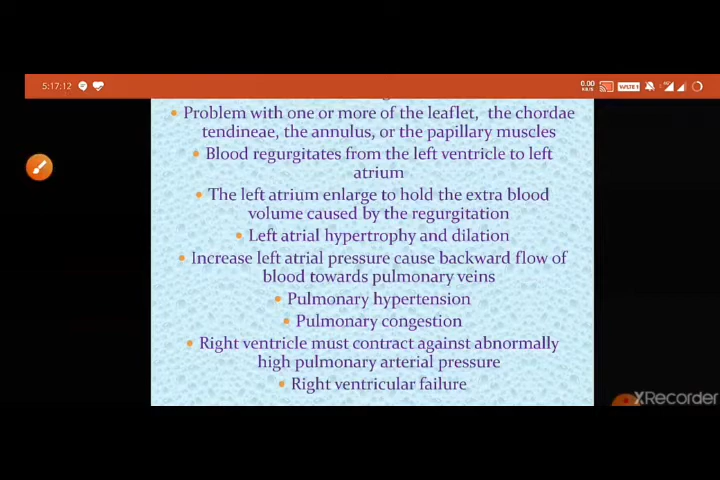 5:17:12
0.00
KB/S
VoLTE 1
• Problem with one or more of the leaflet, the chordae
tendineae, the annulus, or the papillary muscles
• Blood regurgitates from the left ventricle to left
atrium
• The left atrium enlarge to hold the extra blood
volume caused by the regurgitation
• Left atrial hypertrophy and dilation
• Increase left atrial pressure cause backward flow of
blood towards pulmonary veins
• Pulmonary hypertension
• Pulmonary congestion
• Right ventricle must contract against abnormally
high pulmonary arterial pressure
• Right ventricular failure
XRecorder